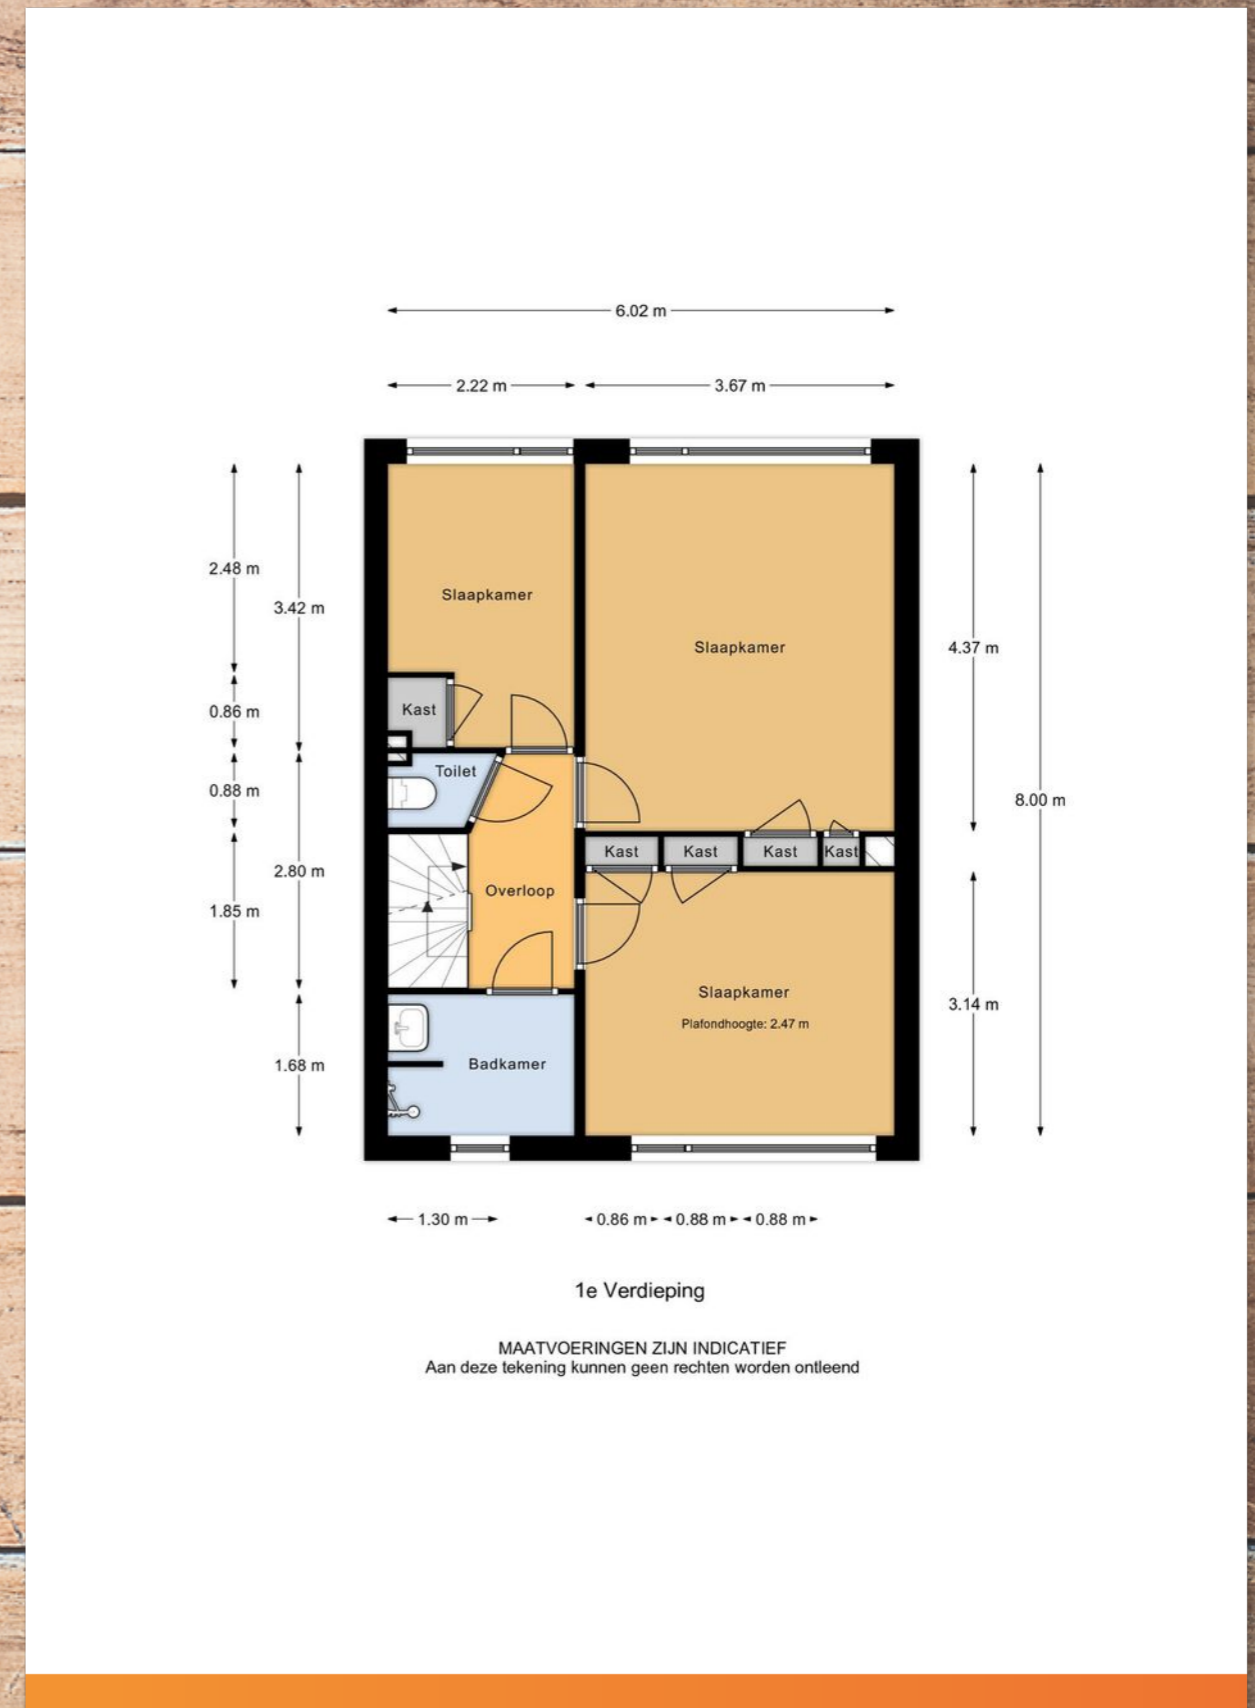 6.02 m
2.22 m
3.67 m
2.48 m
3.42 m
Slaapkamer
Slaapkamer
4.37 m
Kast
0.86 m
Toilet
0.88 m
8.00 m
Kast
Kast
Kast
Kast
2.80 m
Overloop
1.85 m
Slaapkamer
Plafondhoogte: 2.47 m
3.14 m
Badkamer
1.68 m
1.30 m
0.86 m
0.88 m
0.88 m
1e Verdieping
MAATVOERINGEN ZIJN INDICATIEF
Aan deze tekening kunnen geen rechten worden ontleend